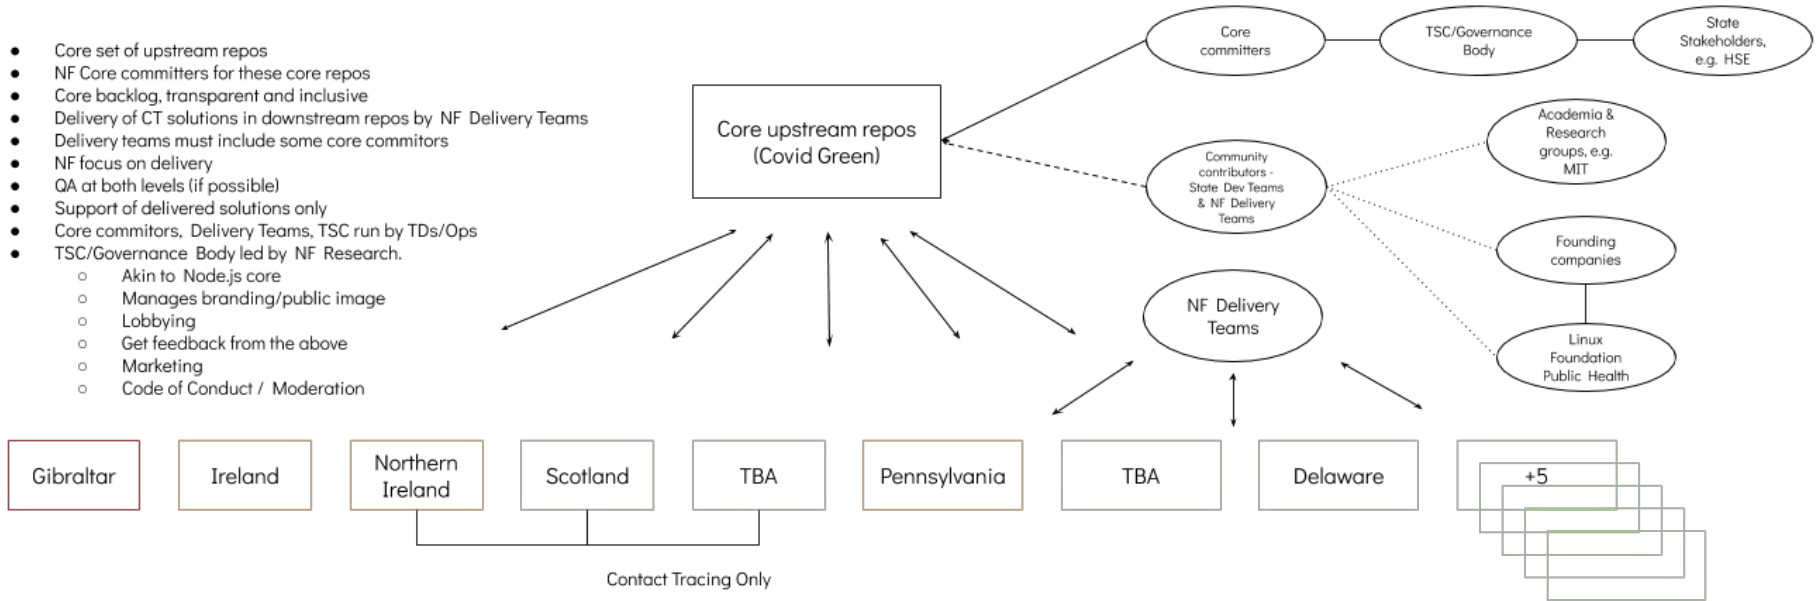 Core set of upstream repos
NF Core committers for these core repos
Core backlog, transparent and inclusive
Delivery of CT solutions in downstream repos by NF Delivery Teams
Delivery teams must include some core commitors
NF focus on delivery
QA at both levels (if possible)
Support of delivered solutions only
Core commitors, Delivery Teams, TSC run by TDs/Ops
TSC/Governance Body led by NF Research.
Akin to Node.js core
Manages branding/public image
Lobbying
Get feedback from the above
Marketing
Code of Conduct / Moderation
Core upstream repos
(Covid Green)
Core
committers
TSC/Governance
Body
State
Stakeholders,
e.g. HSE
Community
contributors -
State Dev Teams
& NF Delivery
Teams
Academia &
Research
groups, e.g.
MIT
Founding
companies
Linux
Foundation
Public Health
NF Delivery
Teams
Gibraltar
Ireland
Northern
Ireland
Scotland
TBA
Pennsylvania
TBA
Delaware
+5
Contact Tracing Only